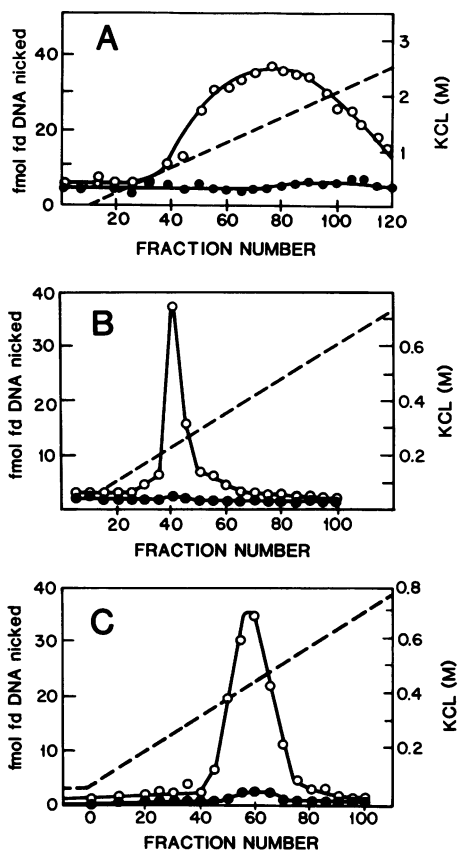 A
fmol fd DNA nicked
40
20
0
3
2
1
KCL (M)
20 40 60 80 100 120
FRACTION NUMBER
B
fmol fd DNA nicked
40
30
20
10
0.6
0.4
0.2
KCL (M)
20 40 60 80 100
FRACTION NUMBER
C
fmol fd DNA nicked
40
30
20
10
0
0.8
0.6
0.4
0.2
KCL (M)
0 20 40 60 80 100
FRACTION NUMBER